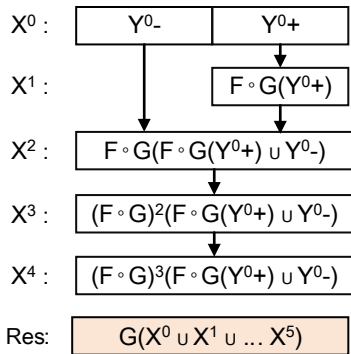 X⁰ : Y⁰- Y⁰+
X¹ : F∘G(Y⁰+)
X² : F∘G(F∘G(Y⁰+) ∪ Y⁰-)
X³ : (F∘G)²(F∘G(Y⁰+) ∪ Y⁰-)
X⁴ : (F∘G)³(F∘G(Y⁰+) ∪ Y⁰-)
Res: G(X⁰ ∪ X¹ ∪ ... X⁵)